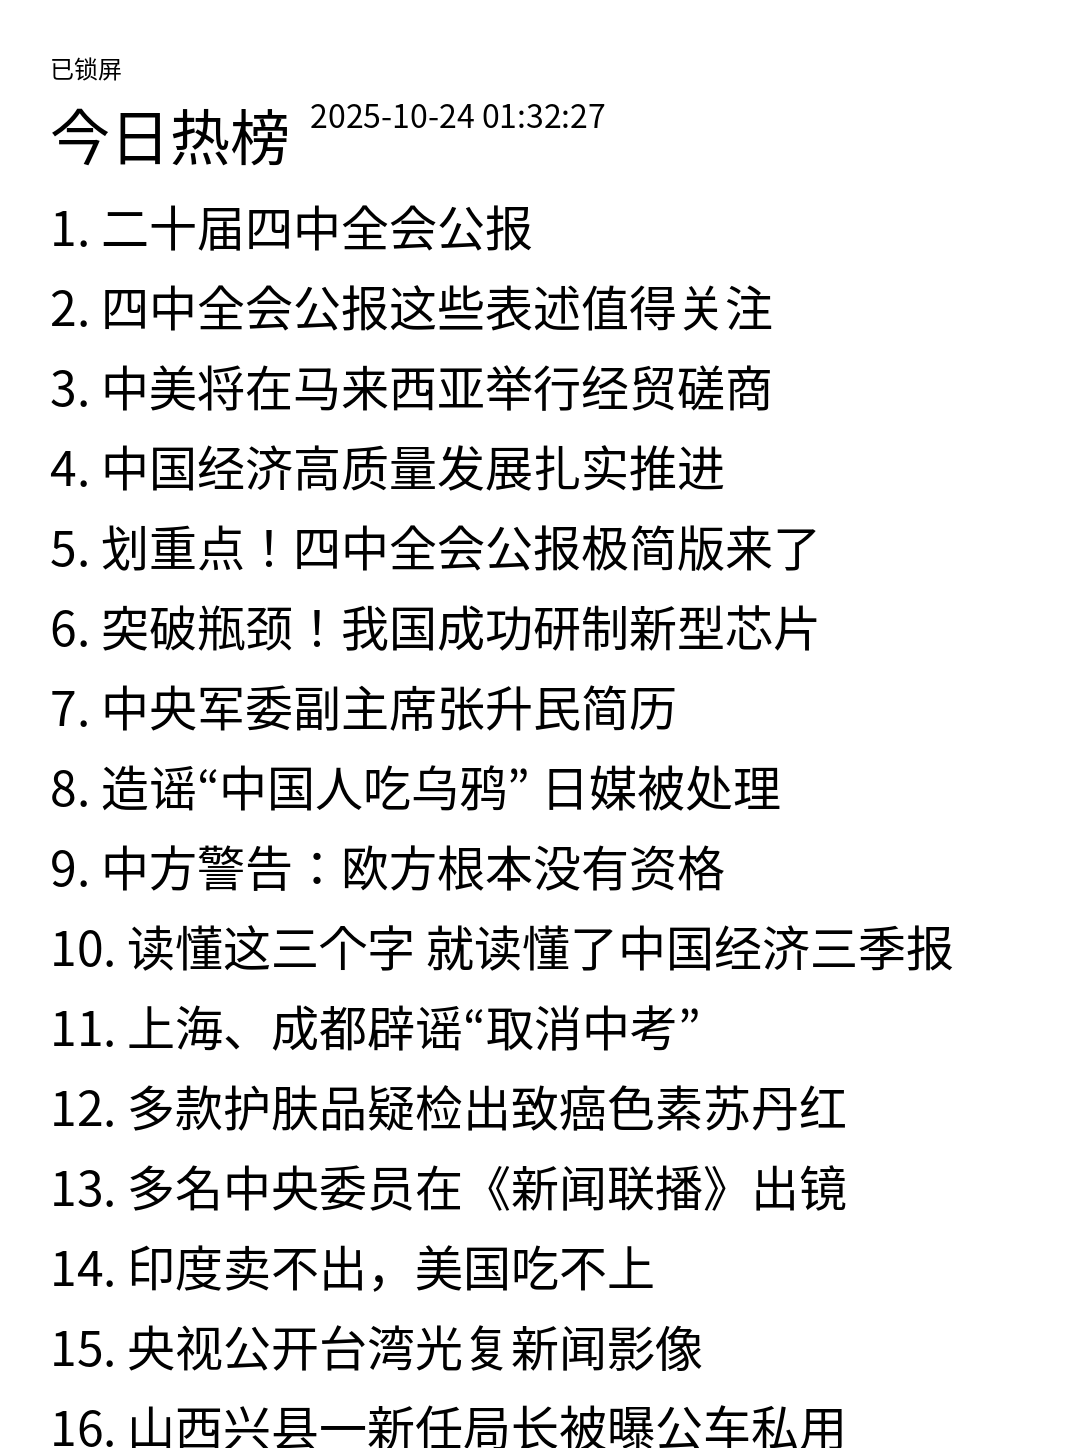 已锁屏
今日热榜 2025-10-24 01:32:27
1. 二十届四中全会公报
2. 四中全会公报这些表述值得关注
3. 中美将在马来西亚举行经贸磋商
4. 中国经济高质量发展扎实推进
5. 划重点！四中全会公报极简版来了
6. 突破瓶颈！我国成功研制新型芯片
7. 中央军委副主席张升民简历
8. 造谣“中国人吃乌鸦” 日媒被处理
9. 中方警告：欧方根本没有资格
10. 读懂这三个字 就读懂了中国经济三季报
11. 上海、成都辟谣“取消中考”
12. 多款护肤品疑检出致癌色素苏丹红
13. 多名中央委员在《新闻联播》出镜
14. 印度卖不出，美国吃不上
15. 央视公开台湾光复新闻影像
16. 山西兴县一新任局长被曝公车私用